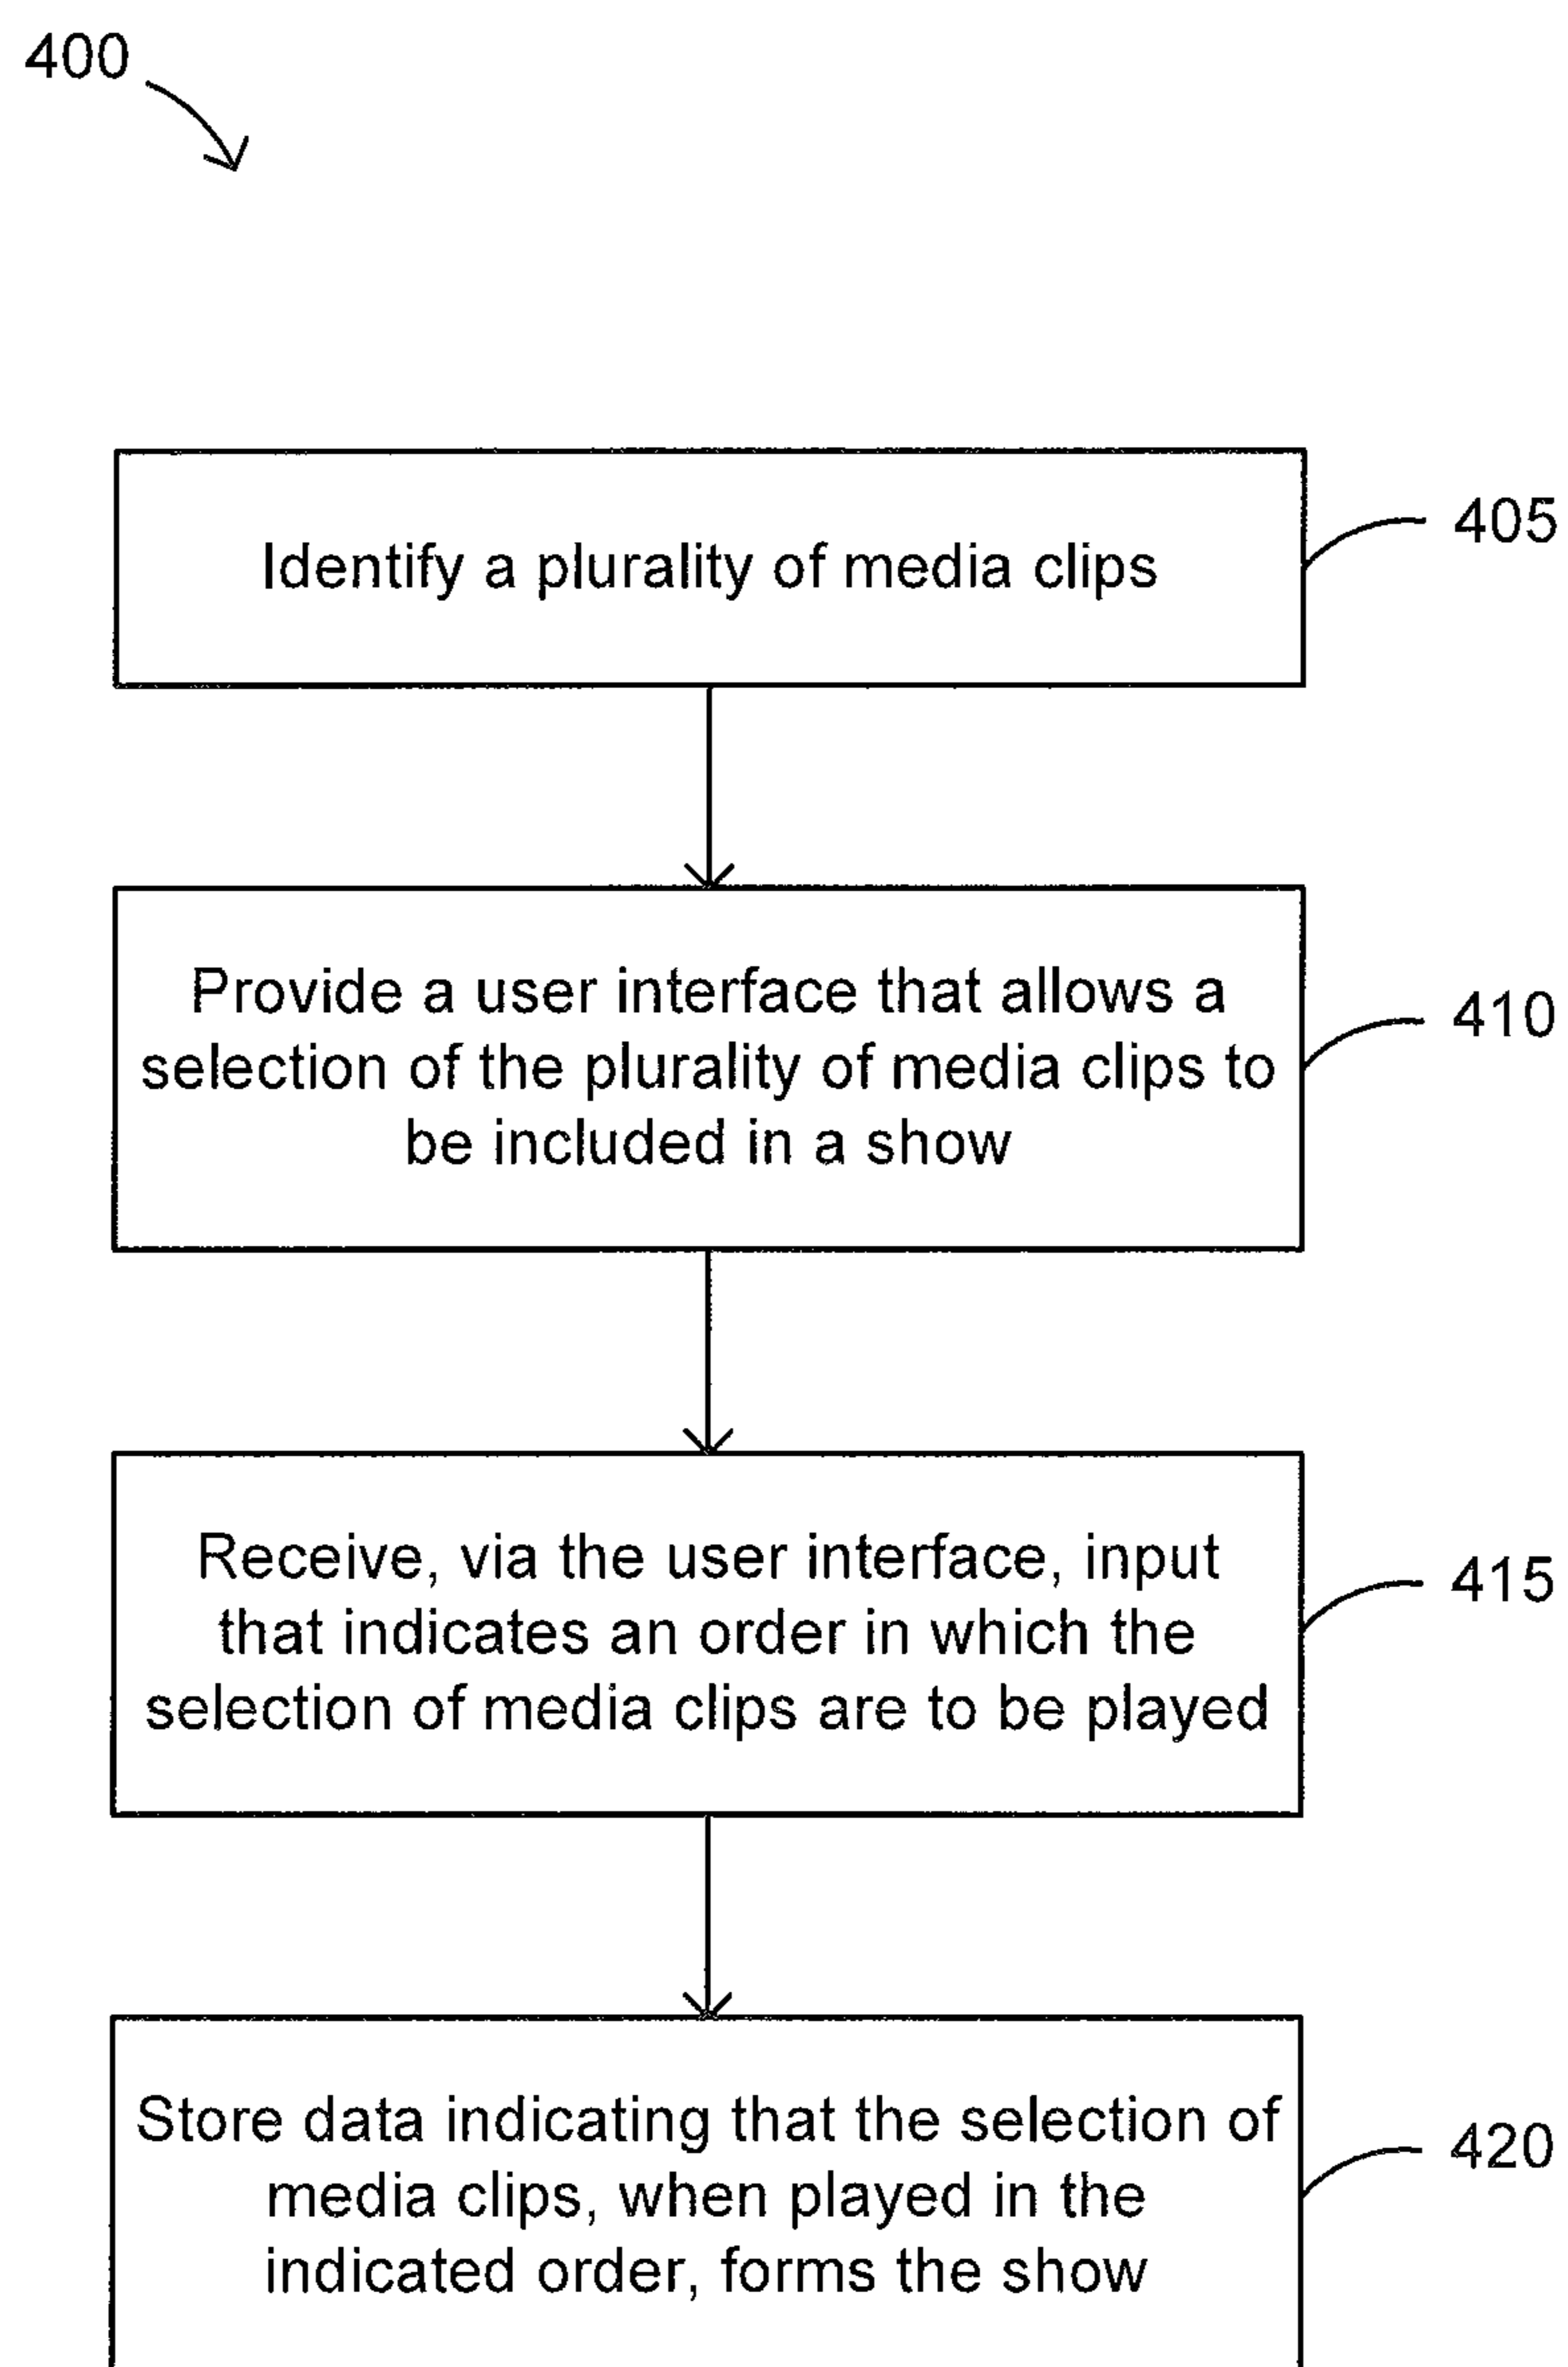 400
Identify a plurality of media clips
405
Provide a user interface that allows a
selection of the plurality of media clips to
be included in a show
410
Receive, via the user interface, input
that indicates an order in which the
selection of media clips are to be played
415
Store data indicating that the selection of
media clips, when played in the
indicated order, forms the show
420